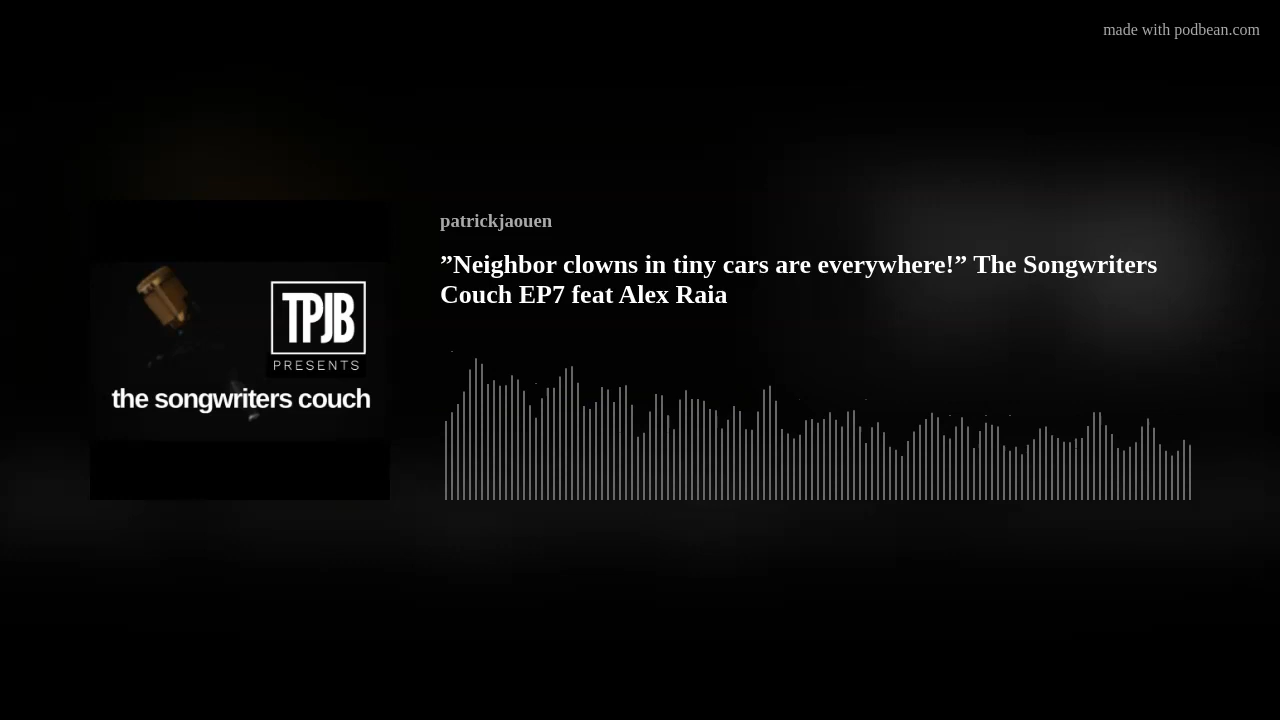 made with podbean.com
patrickjaouen
”Neighbor clowns in tiny cars are everywhere!” The Songwriters
Couch EP7 feat Alex Raia
TPJB
PRESENTS
the songwriters couch